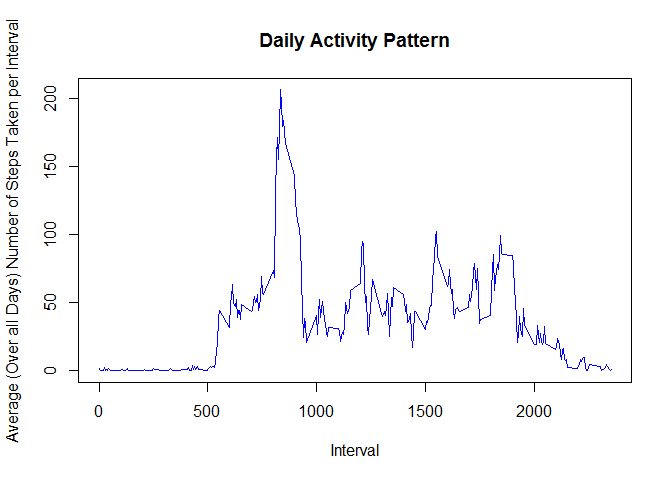 Daily Activity Pattern
Average (Over all Days) Number of Steps Taken per Interval
200
150
100
50
0
0 500 1000 1500 2000
Interval